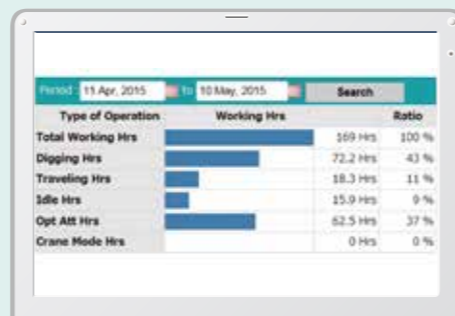 Period : 11 Apr, 2015 to 10 May, 2015 Search
Type of Operation Working Hrs Ratio
Total Working Hrs 169 Hrs 100 %
Digging Hrs 72.2 Hrs 43 %
Traveling Hrs 18.3 Hrs 11 %
Idle Hrs 15.9 Hrs 9 %
Opt Att Hrs 62.5 Hrs 37 %
Crane Mode Hrs 0 Hrs 0 %